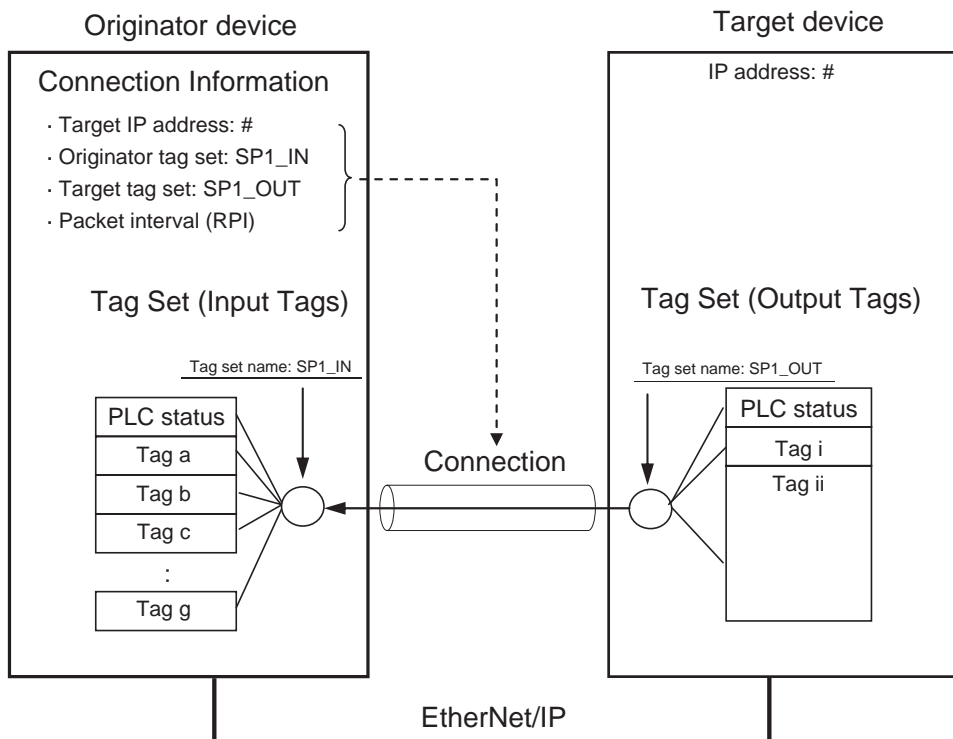 Originator device
Connection Information
· Target IP address: #
· Originator tag set: SP1_IN
· Target tag set: SP1_OUT
· Packet interval (RPI)
Tag Set (Input Tags)
Tag set name: SP1_IN
PLC status
Tag a
Tag b
Tag c
:
Tag g
Connection
Target device
IP address: #
Tag Set (Output Tags)
Tag set name: SP1_OUT
PLC status
Tag i
Tag ii
EtherNet/IP